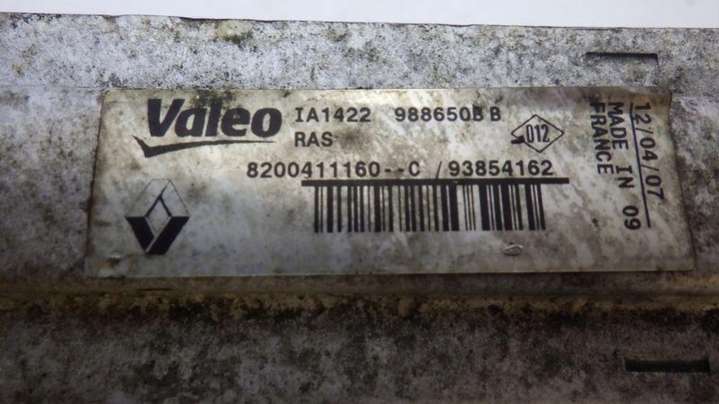 Valeo IA1422 988650B B
RAS 012
8200411160--C /93854162
12/04/07
MADE IN 09
FRANCE